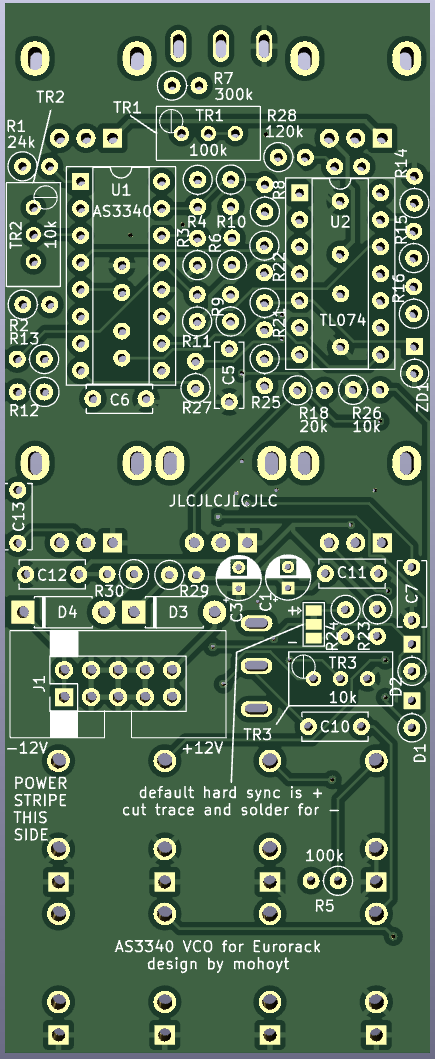 R7
300k
TR2
TR1
TR1
100k
R28
120k
R1
24k
R14
U1
AS3340
R4
R10
R8
U2
TR2
10k
R3
R6
R15
R22
R16
R2
R9
R21
TL074
R13
R11
R12
C6
R27
C5
R25
R18
20k
R26
10k
ZD1
JLCJLCJLCJLC
C13
C12
R30
R29
C3
C1
C11
C7
D4
D3
+
-
R24
R23
J1
TR3
10k
D2
TR3
C10
D1
-12V
+12V
POWER
STRIPE
THIS
SIDE
default hard sync is +
cut trace and solder for -
100k
R5
AS3340 VCO for Eurorack
design by mohoyt